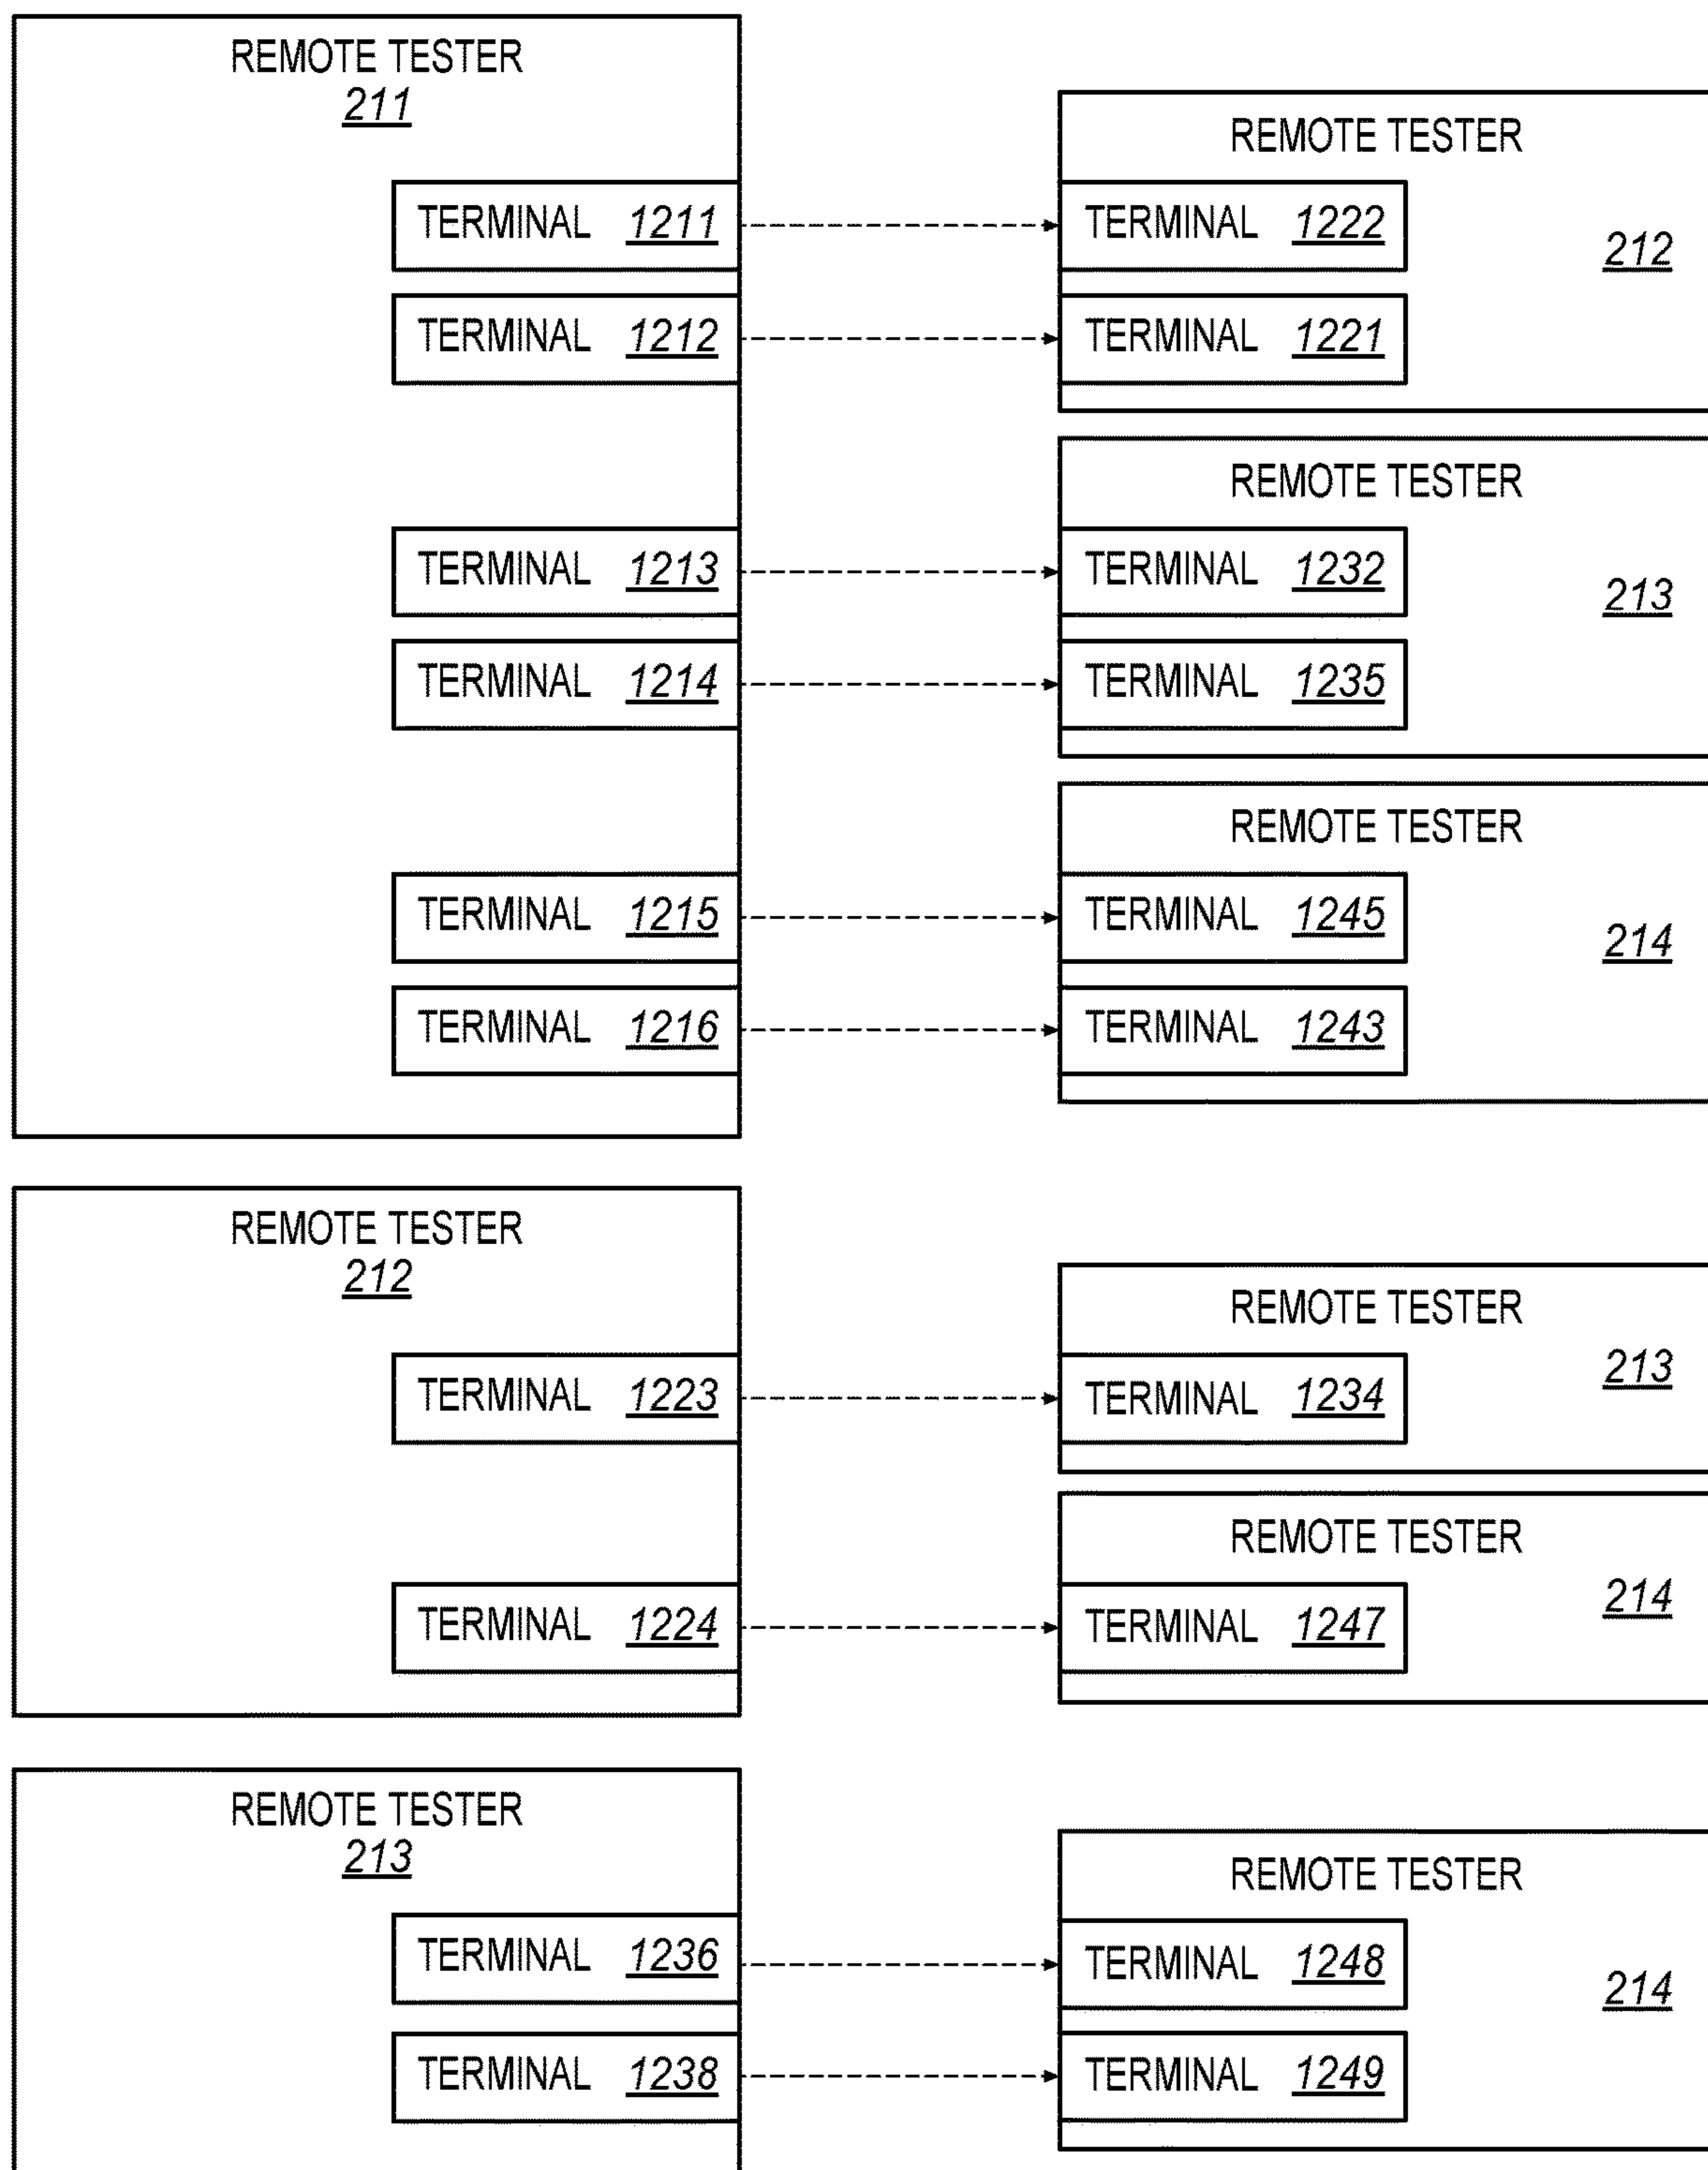 REMOTE TESTER
211
REMOTE TESTER
212
TERMINAL 1211
TERMINAL 1222
TERMINAL 1212
TERMINAL 1221
REMOTE TESTER
213
TERMINAL 1213
TERMINAL 1232
TERMINAL 1214
TERMINAL 1235
REMOTE TESTER
214
TERMINAL 1215
TERMINAL 1245
TERMINAL 1216
TERMINAL 1243
REMOTE TESTER
212
REMOTE TESTER
213
TERMINAL 1223
TERMINAL 1234
REMOTE TESTER
214
TERMINAL 1224
TERMINAL 1247
REMOTE TESTER
213
REMOTE TESTER
214
TERMINAL 1236
TERMINAL 1248
TERMINAL 1238
TERMINAL 1249